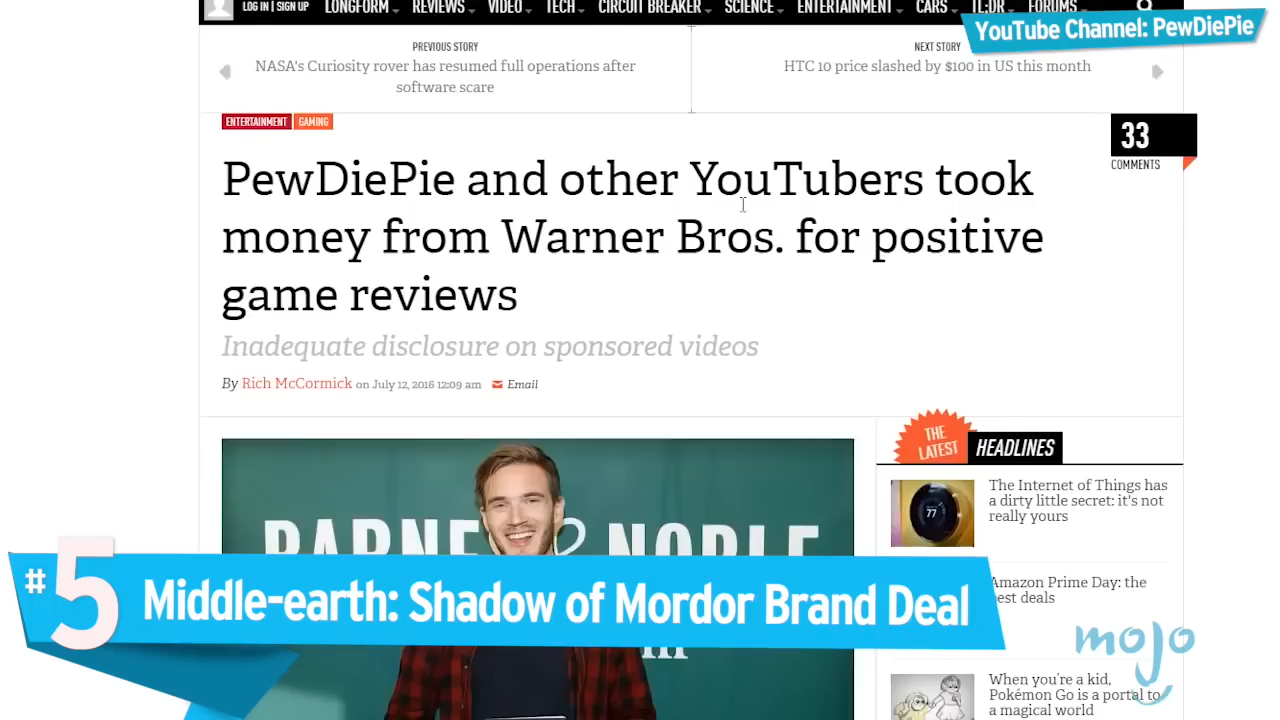 LOG IN | SIGN UP LONGFORM REVIEWS VIDEO TECH CIRCUIT BREAKER SCIENCE ENTERTAINMENT CARS TL;DR FORUMS
YouTube Channel: PewDiePie
PREVIOUS STORY
NASA's Curiosity rover has resumed full operations after
software scare
NEXT STORY
HTC 10 price slashed by $100 in US this month
ENTERTAINMENT GAMING
33
COMMENTS
PewDiePie and other YouTubers took
money from Warner Bros. for positive
game reviews
Inadequate disclosure on sponsored videos
By Rich McCormick on July 12, 2016 12:09 am Email
THE
LATEST
HEADLINES
The Internet of Things has
a dirty little secret: it's not
really yours
77
BARNE NOBLE
Amazon Prime Day: the
best deals
#5 Middle-earth: Shadow of Mordor Brand Deal
mojo
When you're a kid,
Pokémon Go is a portal to
a magical world